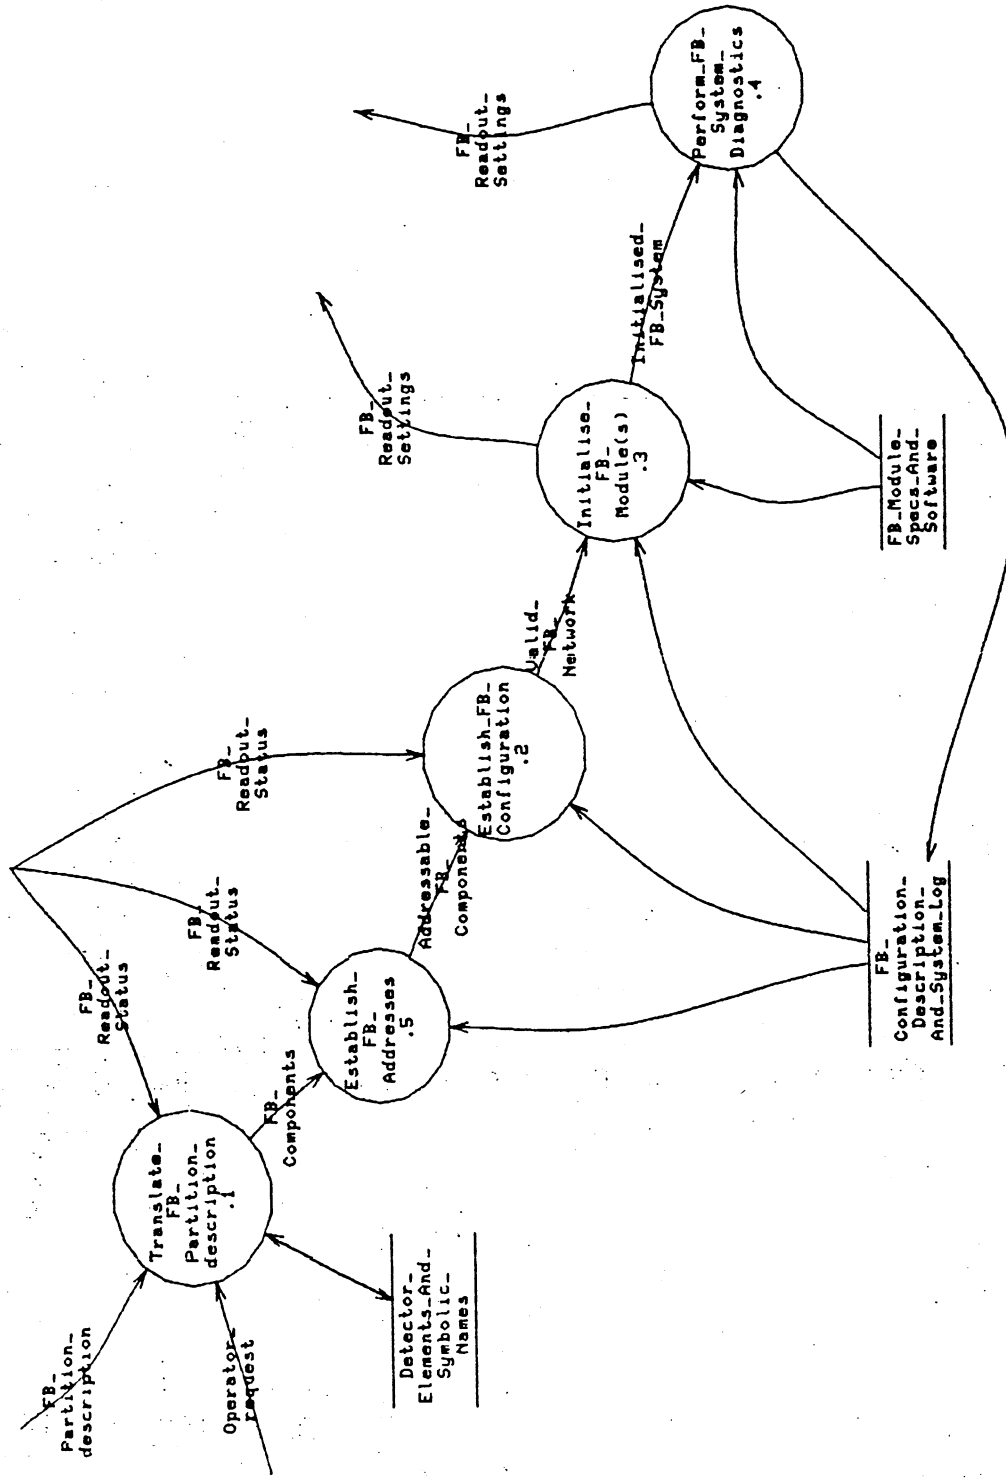 FB_
Partition_
description
Operator_
request
Translate_
FB_
Partition_
description
.1
Detector_
Elements_And_
Symbolic_
Names
FB_
Readout_
Status
FB_
Components
Establish_
FB_
Addresses
.5
FB_
Readout_
Status
Addressable_
FB_
Components
FB_
Readout_
Status
Establish_FB_
Configuration
.2
FB_
Configuration_
Description_
And_System_Log
Valid_
FB_
Network
Initialise_
FB_
Module(s)
.3
FB_
Readout_
Settings
Initialised_
FB_System
FB_Module_
Specs_And_
Software
FB_
Readout_
Settings
Perform_FB_
System_
Diagnostics
.4